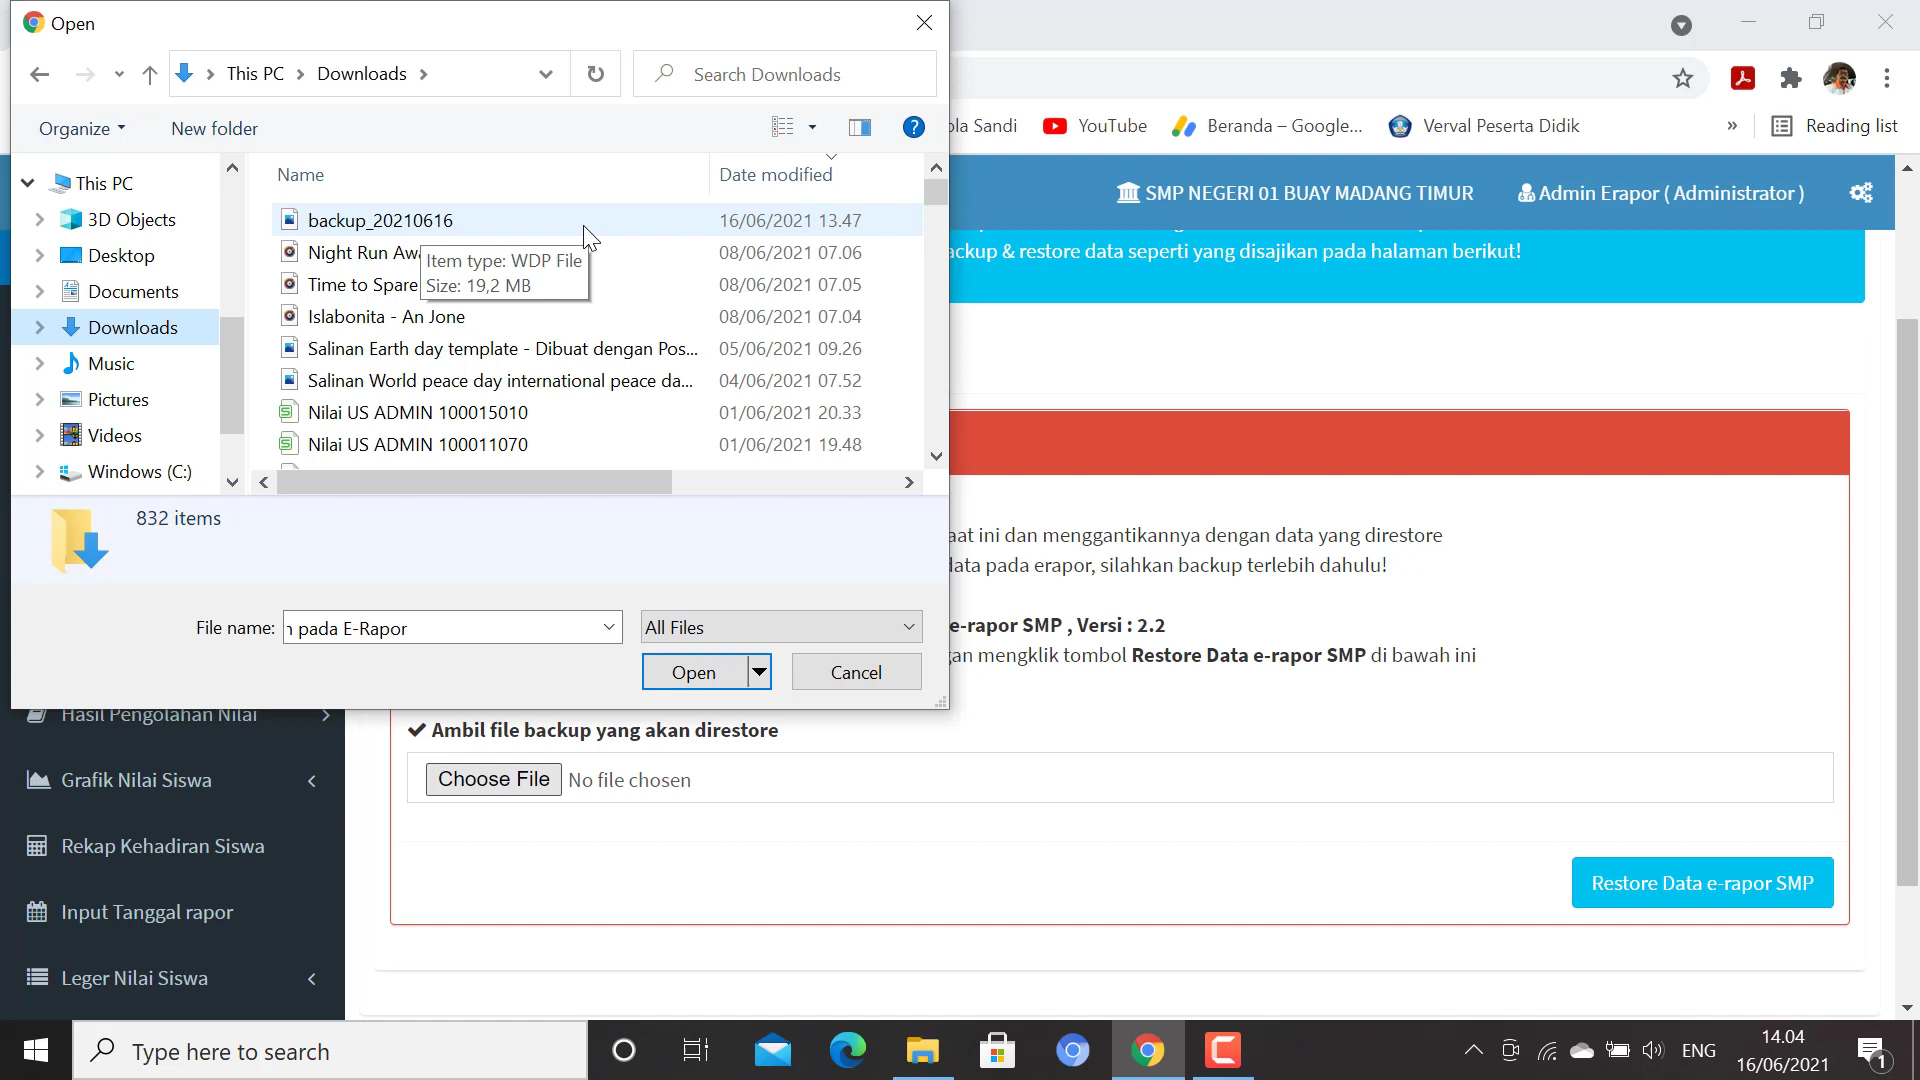 Open
This PC
Downloads
Search Downloads
Organize
New folder
This PC
3D Objects
Desktop
Documents
Downloads
Music
Pictures
Videos
Windows (C:)
Name
Date modified
backup_20210616 16/06/2021 13.47
Night Run 08/06/2021 07.06
Item type: WDP File
Size: 19,2 MB
Time to Spare 08/06/2021 07.05
Islabonita - An Jone 08/06/2021 07.04
Salinan Earth day template - Dibuat dengan Pos... 05/06/2021 09.26
Salinan World peace day international peace da... 04/06/2021 07.52
Nilai US ADMIN 100015010 01/06/2021 20.33
Nilai US ADMIN 100011070 01/06/2021 19.48
832 items
File name:
pada E-Rapor
All Files
Open
Cancel
Sandi
YouTube
Beranda – Google...
Verval Peserta Didik
»
Reading list
SMP NEGERI 01 BUAY MADANG TIMUR
Admin Erapor ( Administrator )
& restore data seperti yang disajikan pada halaman berikut!
ini dan menggantikannya dengan data yang direstore
pada erapor, silahkan backup terlebih dahulu!
e-rapor SMP , Versi : 2.2
mengklik tombol Restore Data e-rapor SMP di bawah ini
Ambil file backup yang akan direstore
Choose File
No file chosen
Restore Data e-rapor SMP
Hasil Pengolahan Nilai
Grafik Nilai Siswa
Rekap Kehadiran Siswa
Input Tanggal rapor
Leger Nilai Siswa
Type here to search
ENG
14.04
16/06/2021
1